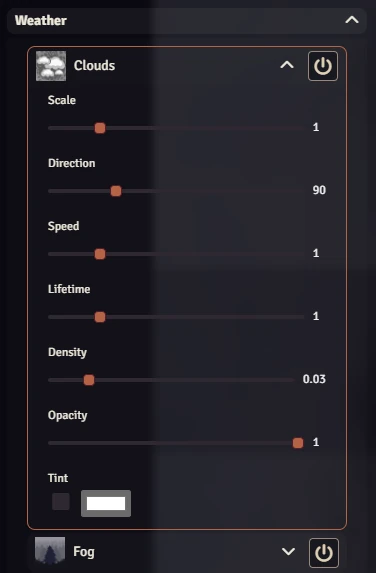 Weather
Clouds
Scale
1
Direction
90
Speed
1
Lifetime
1
Density
0.03
Opacity
1
Tint
Fog